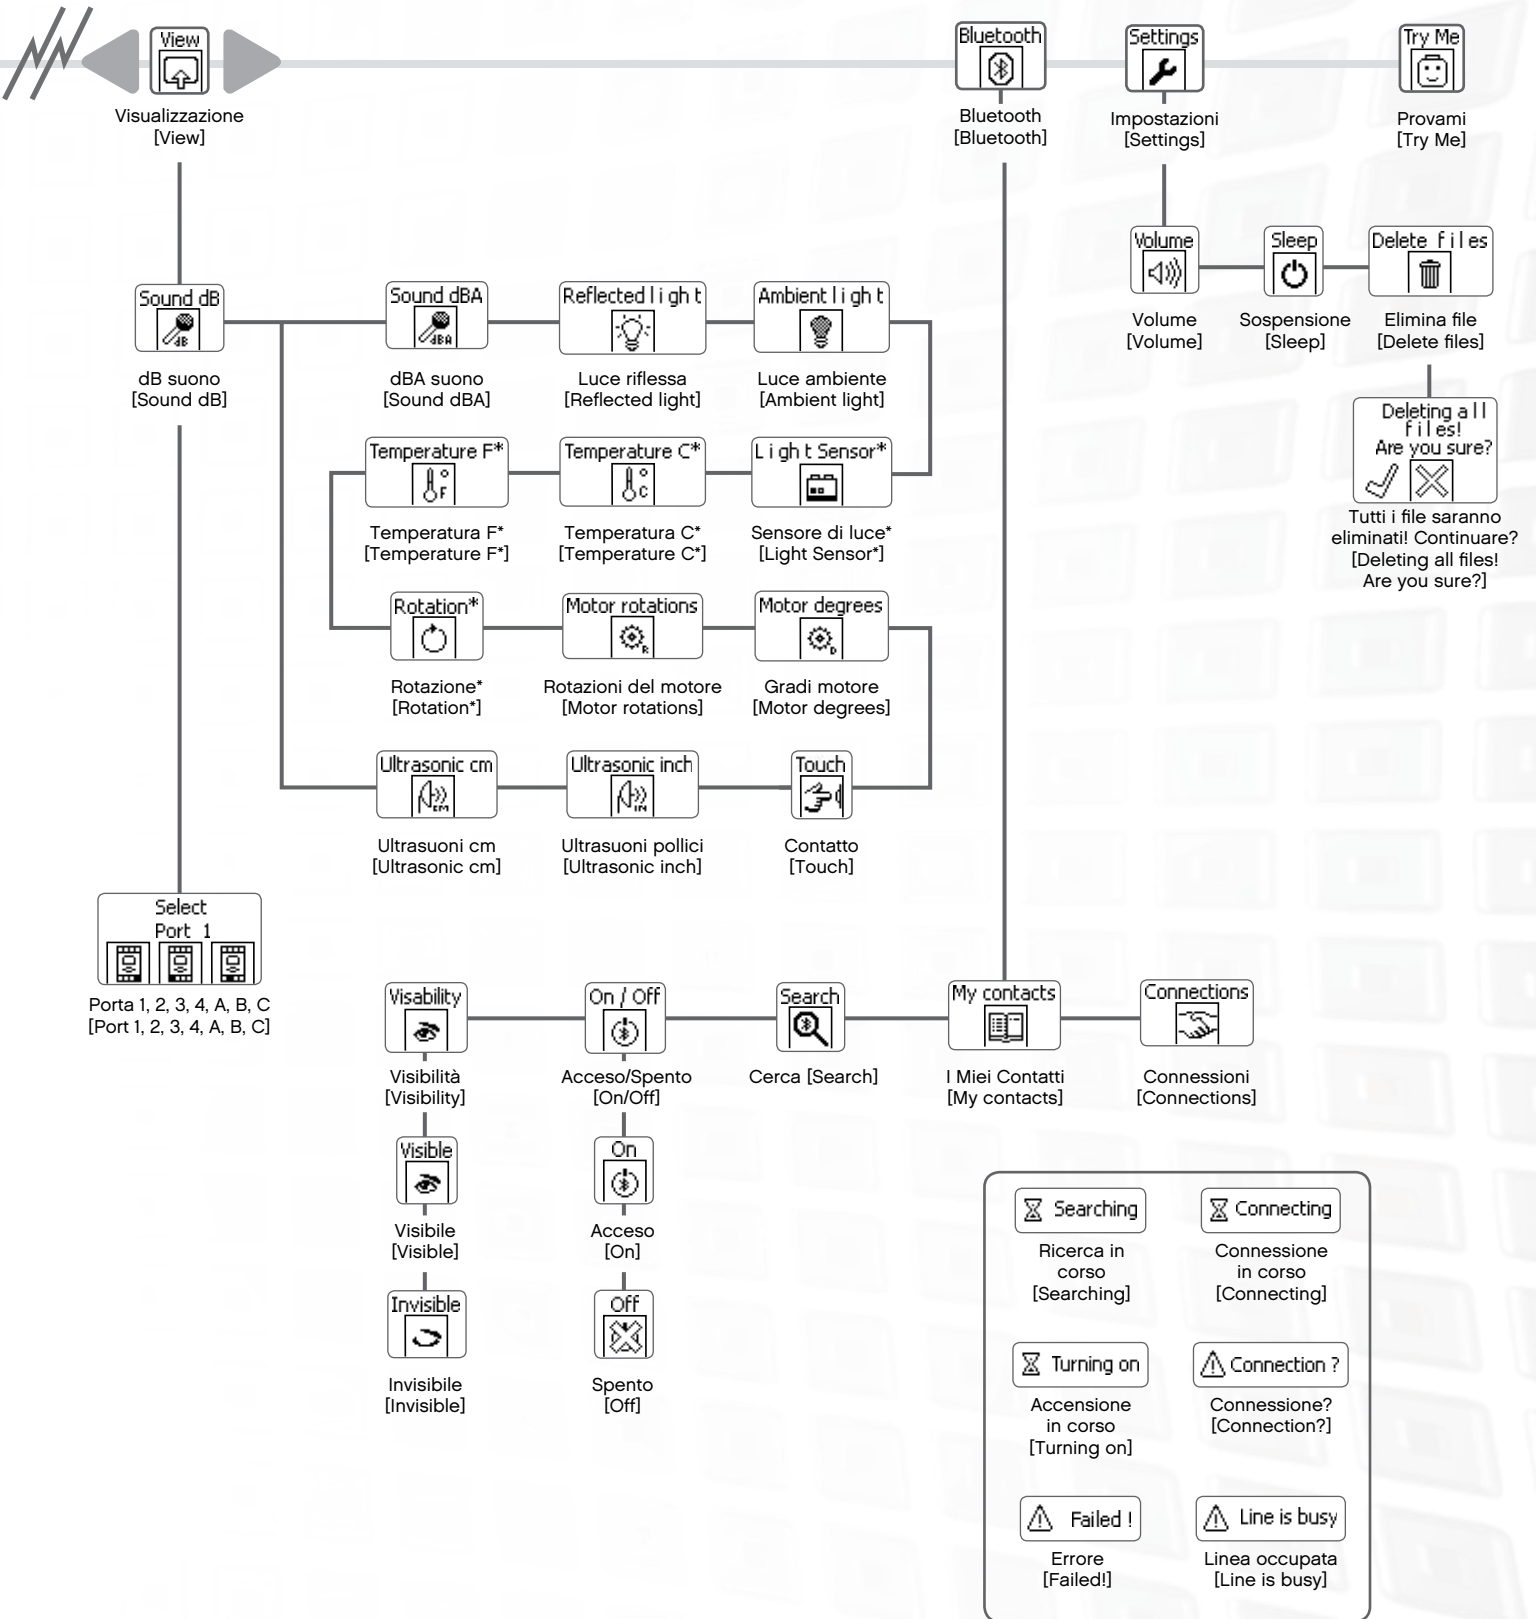 View
Visualizzazione
[View]
Bluetooth
Bluetooth
[Bluetooth]
Settings
Impostazioni
[Settings]
Try Me
Provami
[Try Me]
Volume
Volume
[Volume]
Sleep
Sospensione
[Sleep]
Delete files
Elimina file
[Delete files]
Deleting all
files!
Are you sure?
Tutti i file saranno
eliminati! Continuare?
[Deleting all files!
Are you sure?]
Sound dB
dB
dB suono
[Sound dB]
Sound dBA
dBA
dBA suono
[Sound dBA]
Reflected light
Luce riflessa
[Reflected light]
Ambient light
Luce ambiente
[Ambient light]
Temperature F*
°F
Temperatura F*
[Temperature F*]
Temperature C*
°C
Temperatura C*
[Temperature C*]
Light Sensor*
Sensore di luce*
[Light Sensor*]
Rotation*
Rotazione*
[Rotation*]
Motor rotations
R
Rotazioni del motore
[Motor rotations]
Motor degrees
D
Gradi motore
[Motor degrees]
Ultrasonic cm
CM
Ultrasuoni cm
[Ultrasonic cm]
Ultrasonic inch
IN
Ultrasuoni pollici
[Ultrasonic inch]
Touch
Contatto
[Touch]
Select
Port 1
Porta 1, 2, 3, 4, A, B, C
[Port 1, 2, 3, 4, A, B, C]
Visability
Visibilità
[Visibility]
On / Off
Acceso/Spento
[On/Off]
Search
Cerca [Search]
My contacts
I Miei Contatti
[My contacts]
Connections
Connessioni
[Connections]
Visible
Visibile
[Visible]
On
Acceso
[On]
Invisible
Invisibile
[Invisible]
Off
Spento
[Off]
Searching
Ricerca in
corso
[Searching]
Connecting
Connessione
in corso
[Connecting]
Turning on
Accensione
in corso
[Turning on]
Connection ?
Connessione?
[Connection?]
Failed !
Errore
[Failed!]
Line is busy
Linea occupata
[Line is busy]